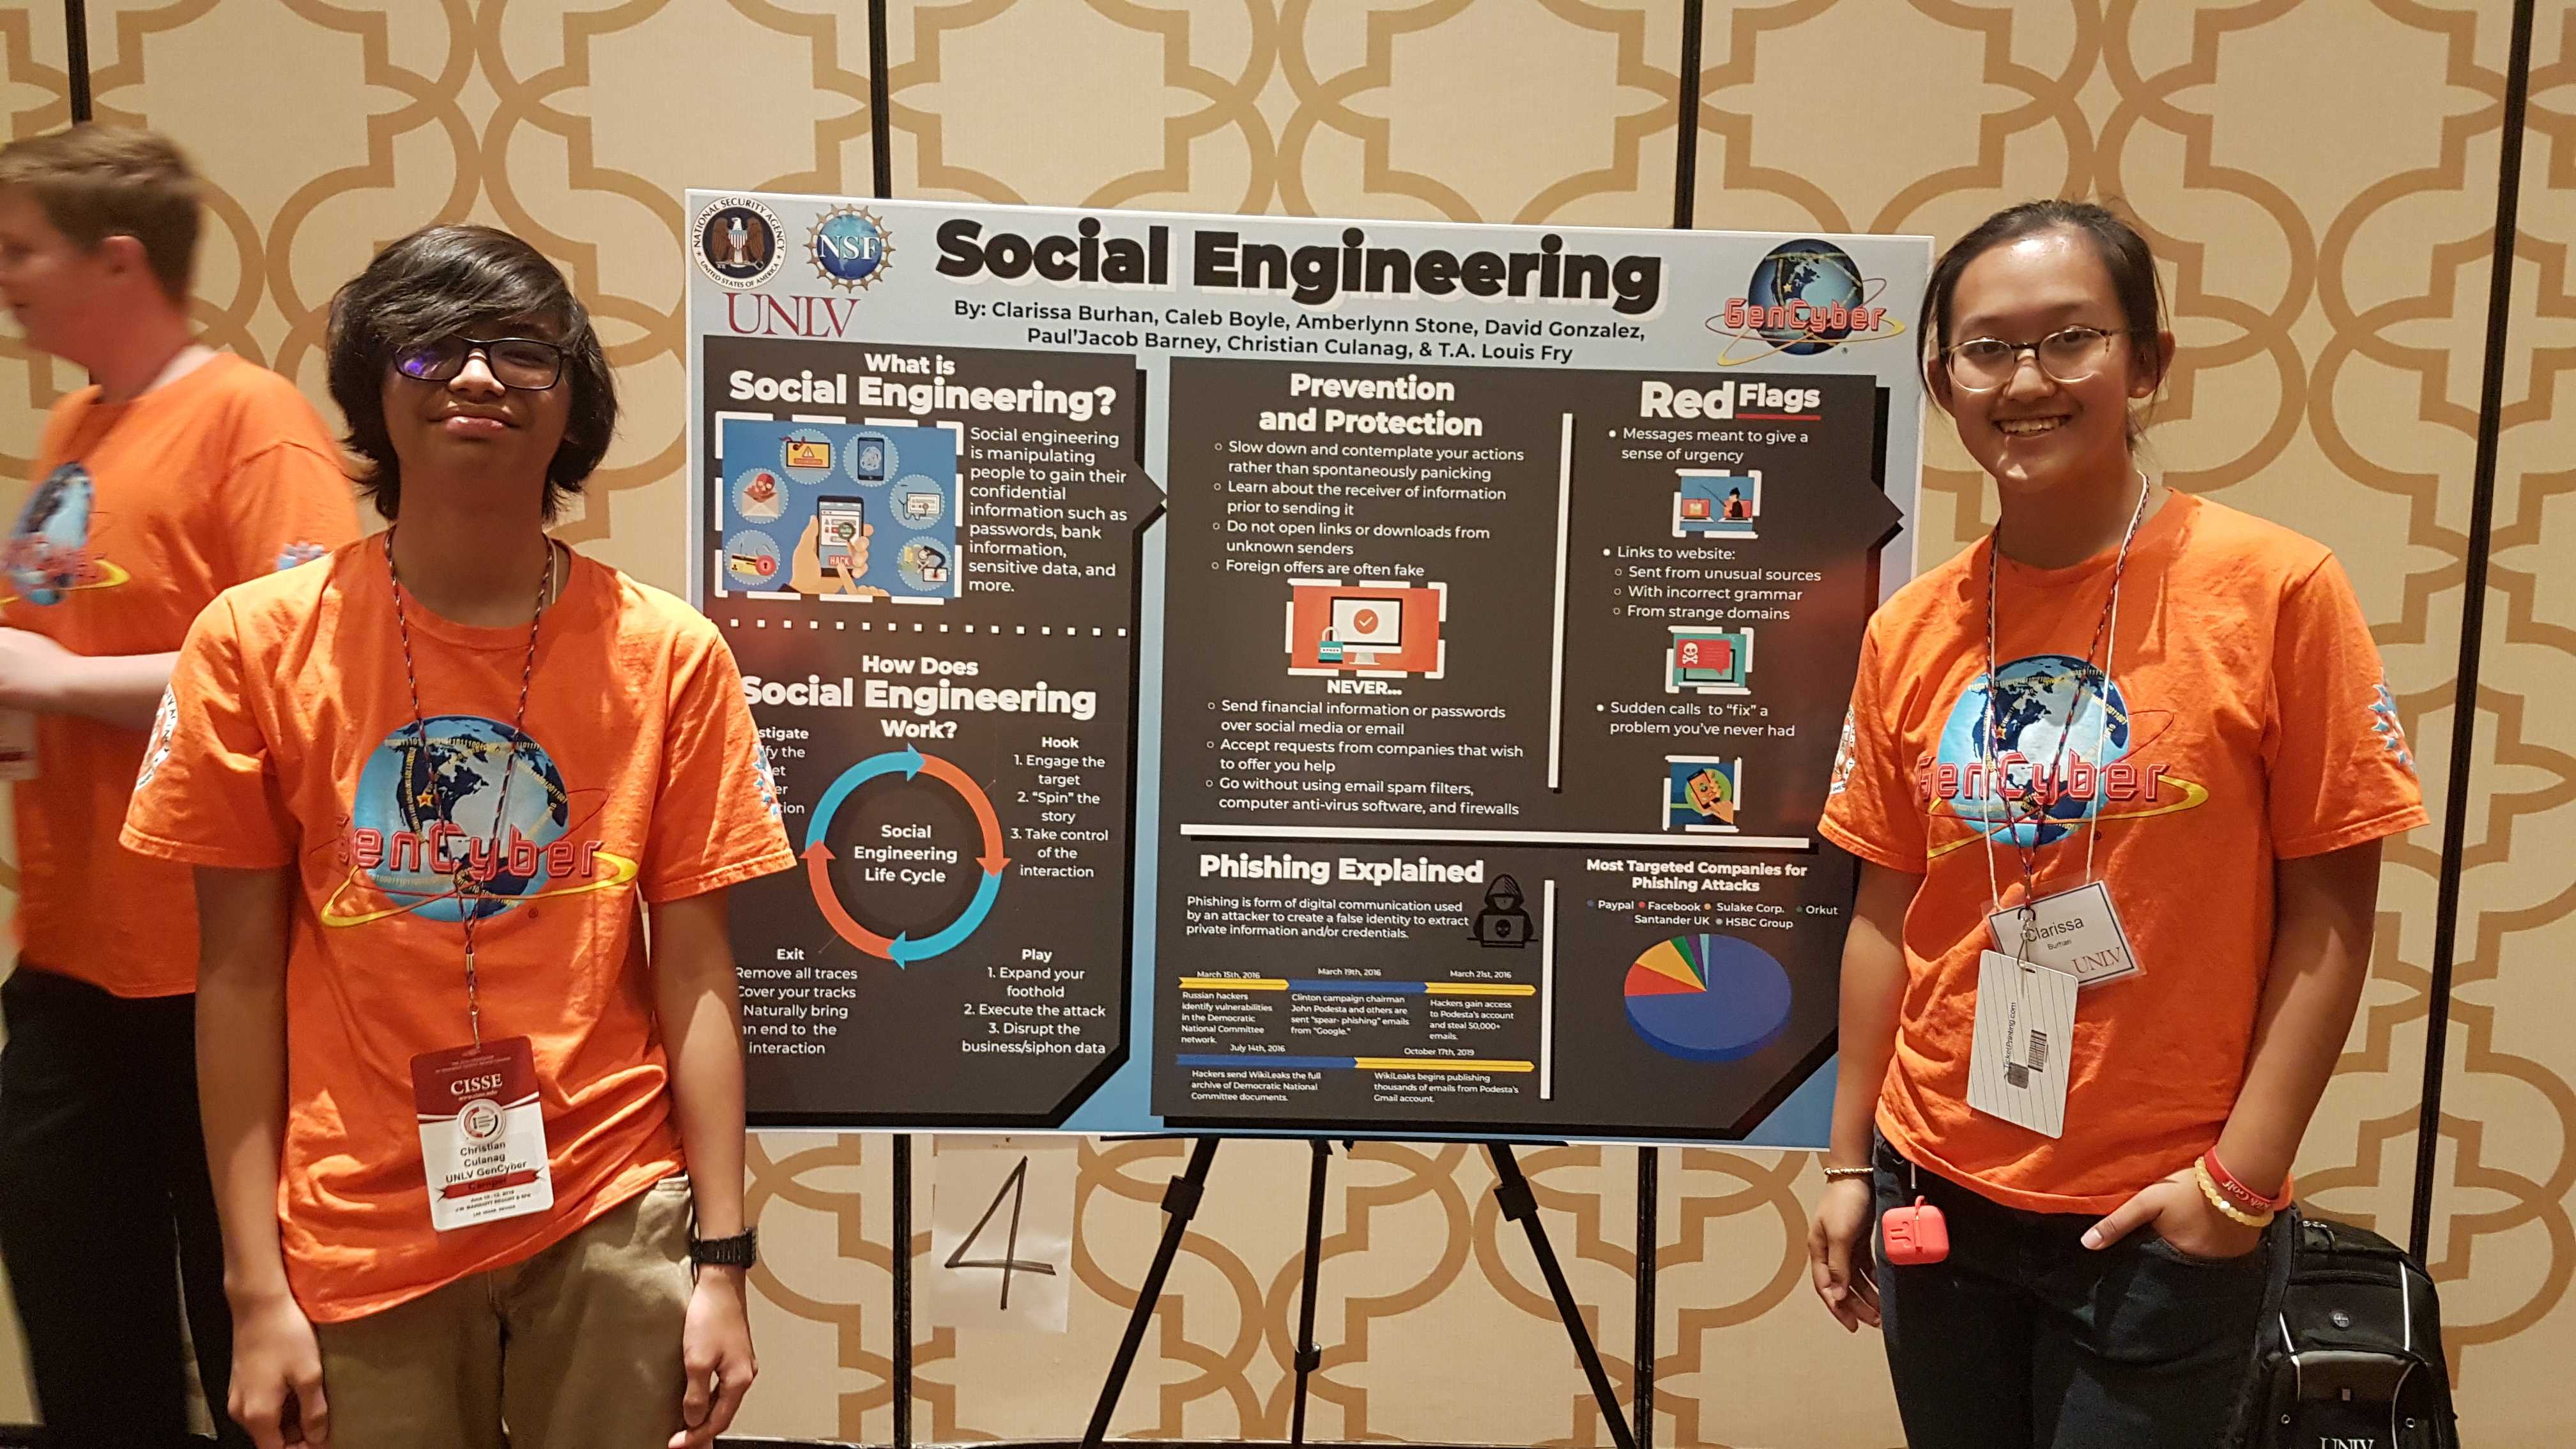 NATIONAL SECURITY AGENCY
UNITED STATES OF AMERICA
NSF
UNLV
Social Engineering
By: Clarissa Burhan, Caleb Boyle, Amberlynn Stone, David Gonzalez,
Paul'Jacob Barney, Christian Culanag, & T.A. Louis Fry
GenCyber
What is
Social Engineering?
Social engineering
is manipulating
people to gain their
confidential
information such as
passwords, bank
information,
sensitive data, and
more.
HACK
How Does
Social Engineering
Work?
stigate
fy the
et
er
tion
Hook
1. Engage the
target
2. "Spin" the
story
3. Take control
of the
interaction
Social
Engineering
Life Cycle
Exit
Remove all traces
Cover your tracks
Naturally bring
an end to the
interaction
Play
1. Expand your
foothold
2. Execute the attack
3. Disrupt the
business/siphon data
Prevention
and Protection
Slow down and contemplate your actions
rather than spontaneously panicking
Learn about the receiver of information
prior to sending it
Do not open links or downloads from
unknown senders
Foreign offers are often fake
NEVER...
Send financial information or passwords
over social media or email
Accept requests from companies that wish
to offer you help
Go without using email spam filters,
computer anti-virus software, and firewalls
Red Flags
Messages meant to give a
sense of urgency
Links to website:
Sent from unusual sources
With incorrect grammar
From strange domains
Sudden calls to "fix" a
problem you've never had
Phishing Explained
Phishing is form of digital communication used
by an attacker to create a false identity to extract
private information and/or credentials.
March 15th, 2016
Russian hackers
identify vulnerabilities
in the Democratic
National Committee
network.
March 19th, 2016
Clinton campaign chairman
John Podesta and others are
sent "spear- phishing" emails
from "Google."
March 21st, 2016
Hackers gain access
to Podesta's account
and steal 50,000+
emails.
July 14th, 2016
Hackers send WikiLeaks the full
archive of Democratic National
Committee documents.
October 17th, 2019
WikiLeaks begins publishing
thousands of emails from Podesta's
Gmail account.
Most Targeted Companies for
Phishing Attacks
Paypal Facebook Sulake Corp. Orkut
Santander UK HSBC Group
4
GenCyber
CISSE
Christian
Culanag
UNLV GenCyber
Camper
GenCyber
Clarissa
Burhan
UNLV
UNLV